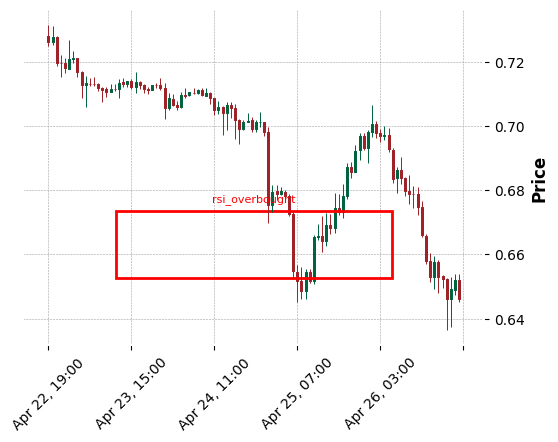 0.72
0.70
0.68
0.66
0.64
Price
rsi_overbought
Apr 22, 19:00
Apr 23, 15:00
Apr 24, 11:00
Apr 25, 07:00
Apr 26, 03:00